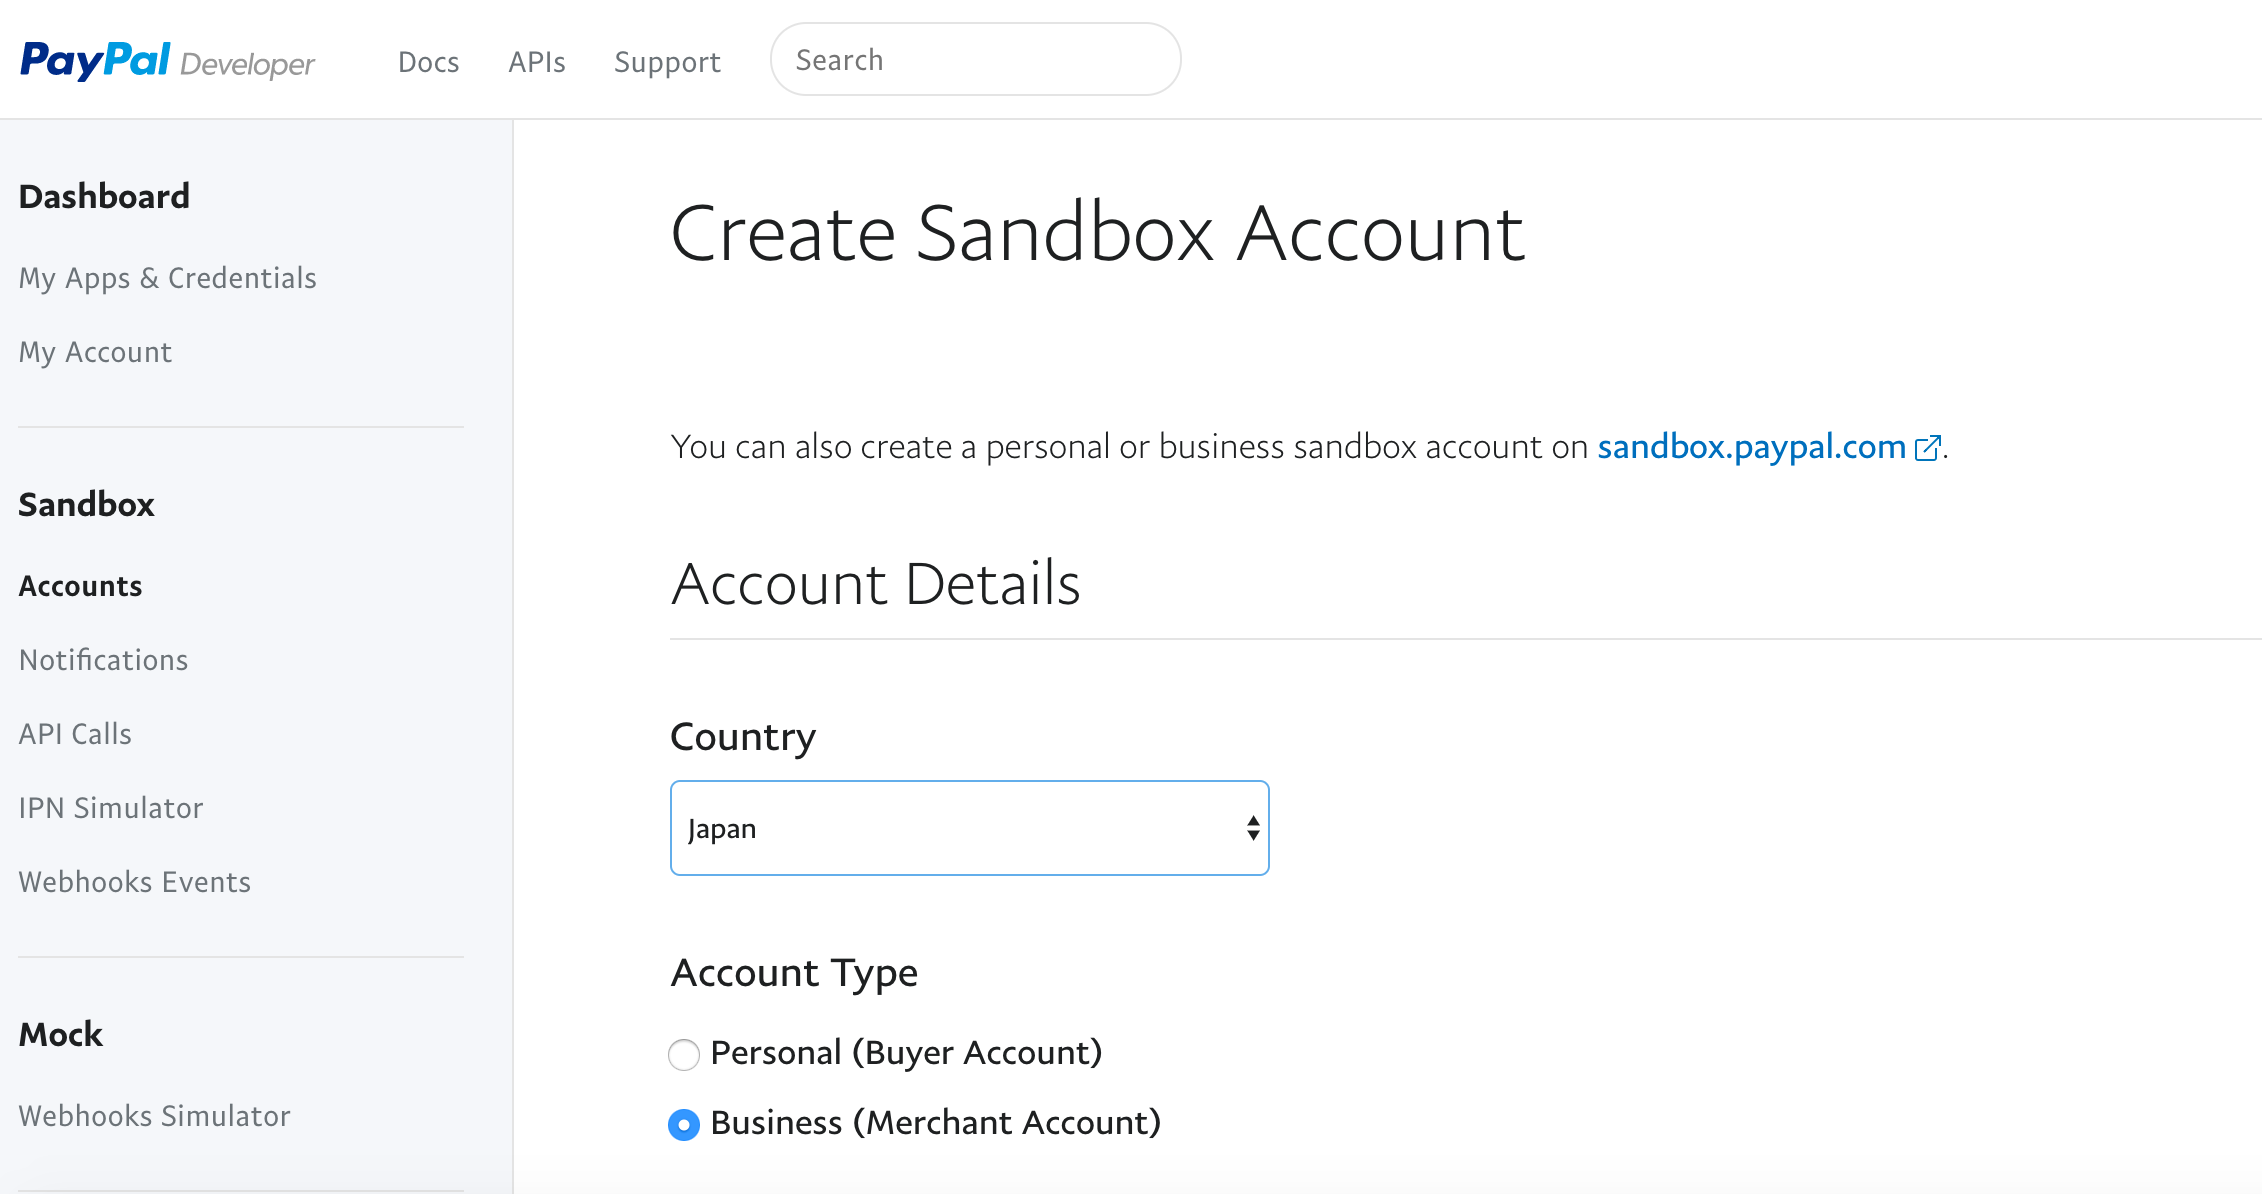 PayPal Developer
Docs
APIs
Support
Search
Dashboard
My Apps & Credentials
My Account
Sandbox
Accounts
Notifications
API Calls
IPN Simulator
Webhooks Events
Mock
Webhooks Simulator
Create Sandbox Account
You can also create a personal or business sandbox account on sandbox.paypal.com.
Account Details
Country
Japan
Account Type
Personal (Buyer Account)
Business (Merchant Account)